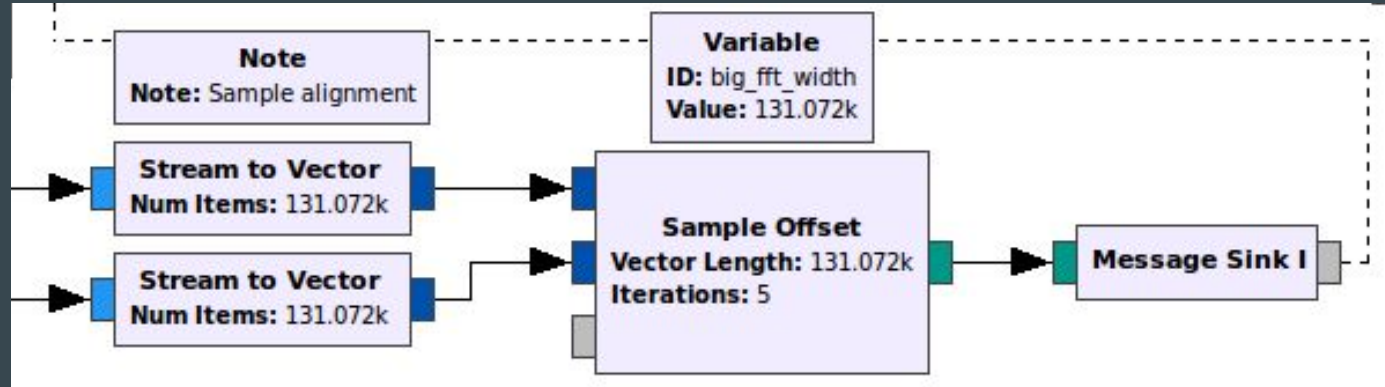 Note
Note: Sample alignment
Variable
ID: big_fft_width
Value: 131.072k
Stream to Vector
Num Items: 131.072k
Stream to Vector
Num Items: 131.072k
Sample Offset
Vector Length: 131.072k
Iterations: 5
Message Sink I